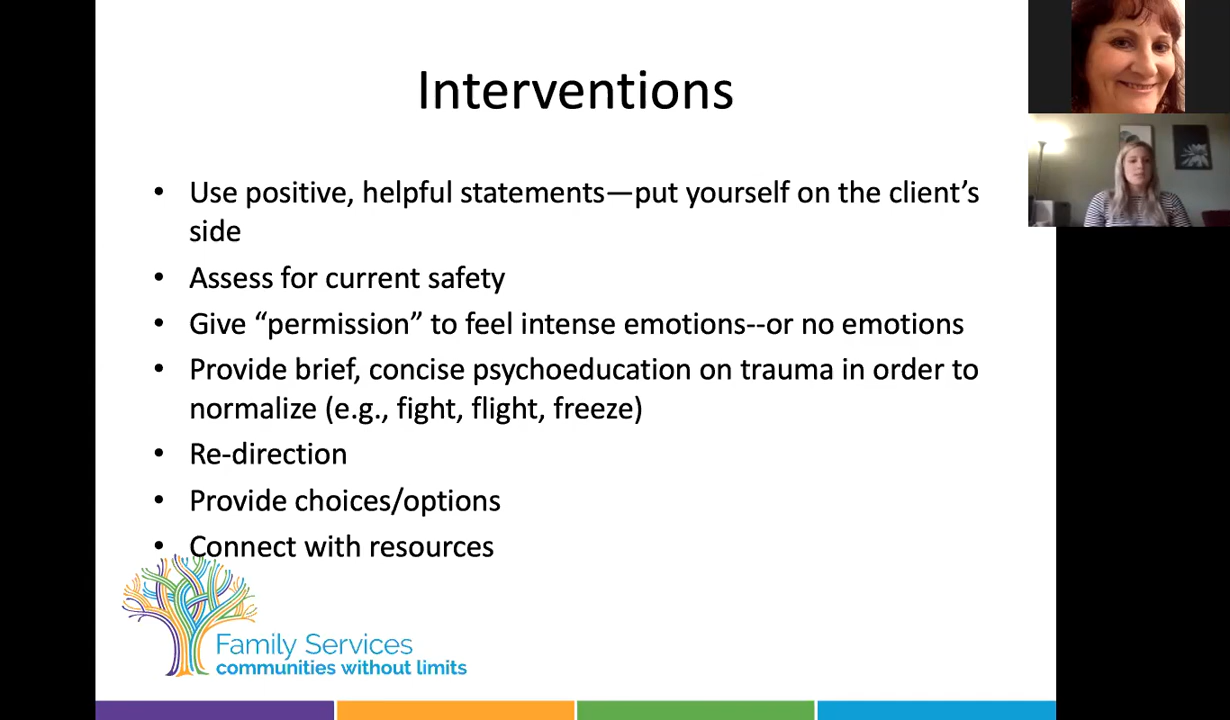 Interventions
• Use positive, helpful statements—put yourself on the client’s
side
• Assess for current safety
• Give “permission” to feel intense emotions--or no emotions
• Provide brief, concise psychoeducation on trauma in order to
normalize (e.g., fight, flight, freeze)
• Re-direction
• Provide choices/options
• Connect with resources
Family Services
communities without limits